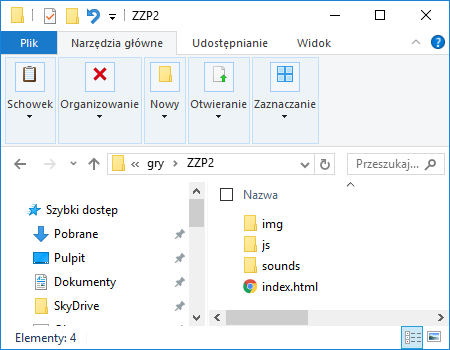 ZZP2
Plik Narzędzia główne Udostępnianie Widok
Schowek Organizowanie Nowy Otwieranie Zaznaczanie
« gry > ZZP2 Przeszukaj...
Nazwa
Szybki dostęp
Pobrane
Pulpit
Dokumenty
SkyDrive
img
js
sounds
index.html
Elementy: 4